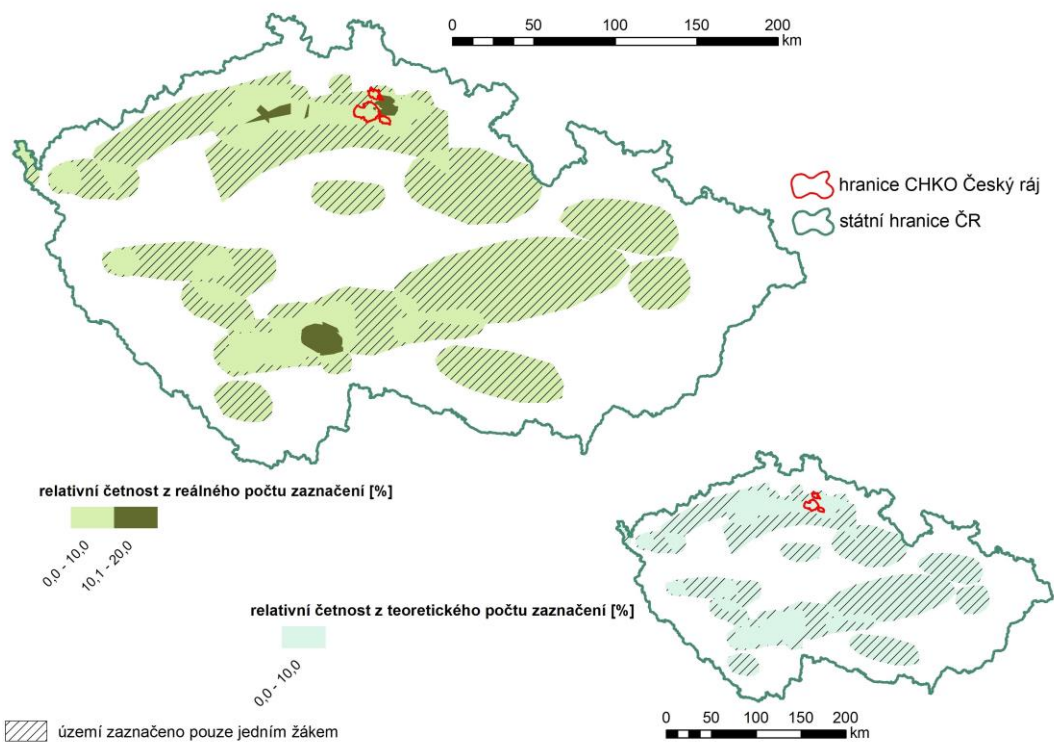 0 50 100 150 200
km
hranice CHKO Český ráj
státní hranice ČR
relativní četnost z reálného počtu zaznačení [%]
0,0 - 10,0
10,1 - 20,0
relativní četnost z teoretického počtu zaznačení [%]
0,0 - 10,0
území zaznačeno pouze jedním žákem
0 50 100 150 200
km